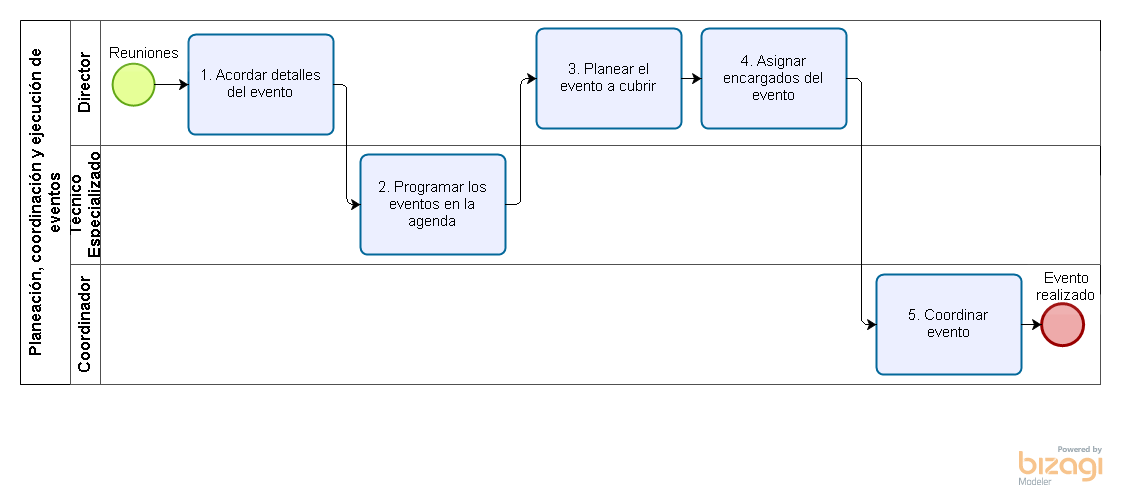 Planeación, coordinación y ejecución de
eventos
Director
Reuniones
1. Acordar detalles
del evento
3. Planear el
evento a cubrir
4. Asignar
encargados del
evento
Tecnico
Especializado
2. Programar los
eventos en la
agenda
Coordinador
5. Coordinar
evento
Evento
realizado
Powered by
bizagi
Modeler